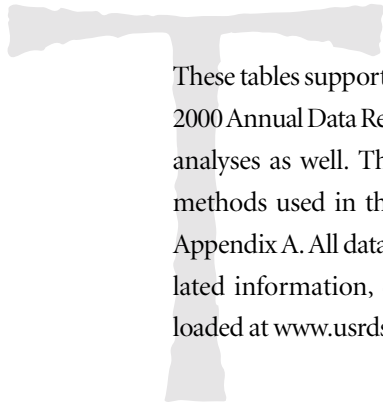 These tables support
2000 Annual Data Re
analyses as well. Th
methods used in th
Appendix A. All data
lated information,
loaded at www.usrds